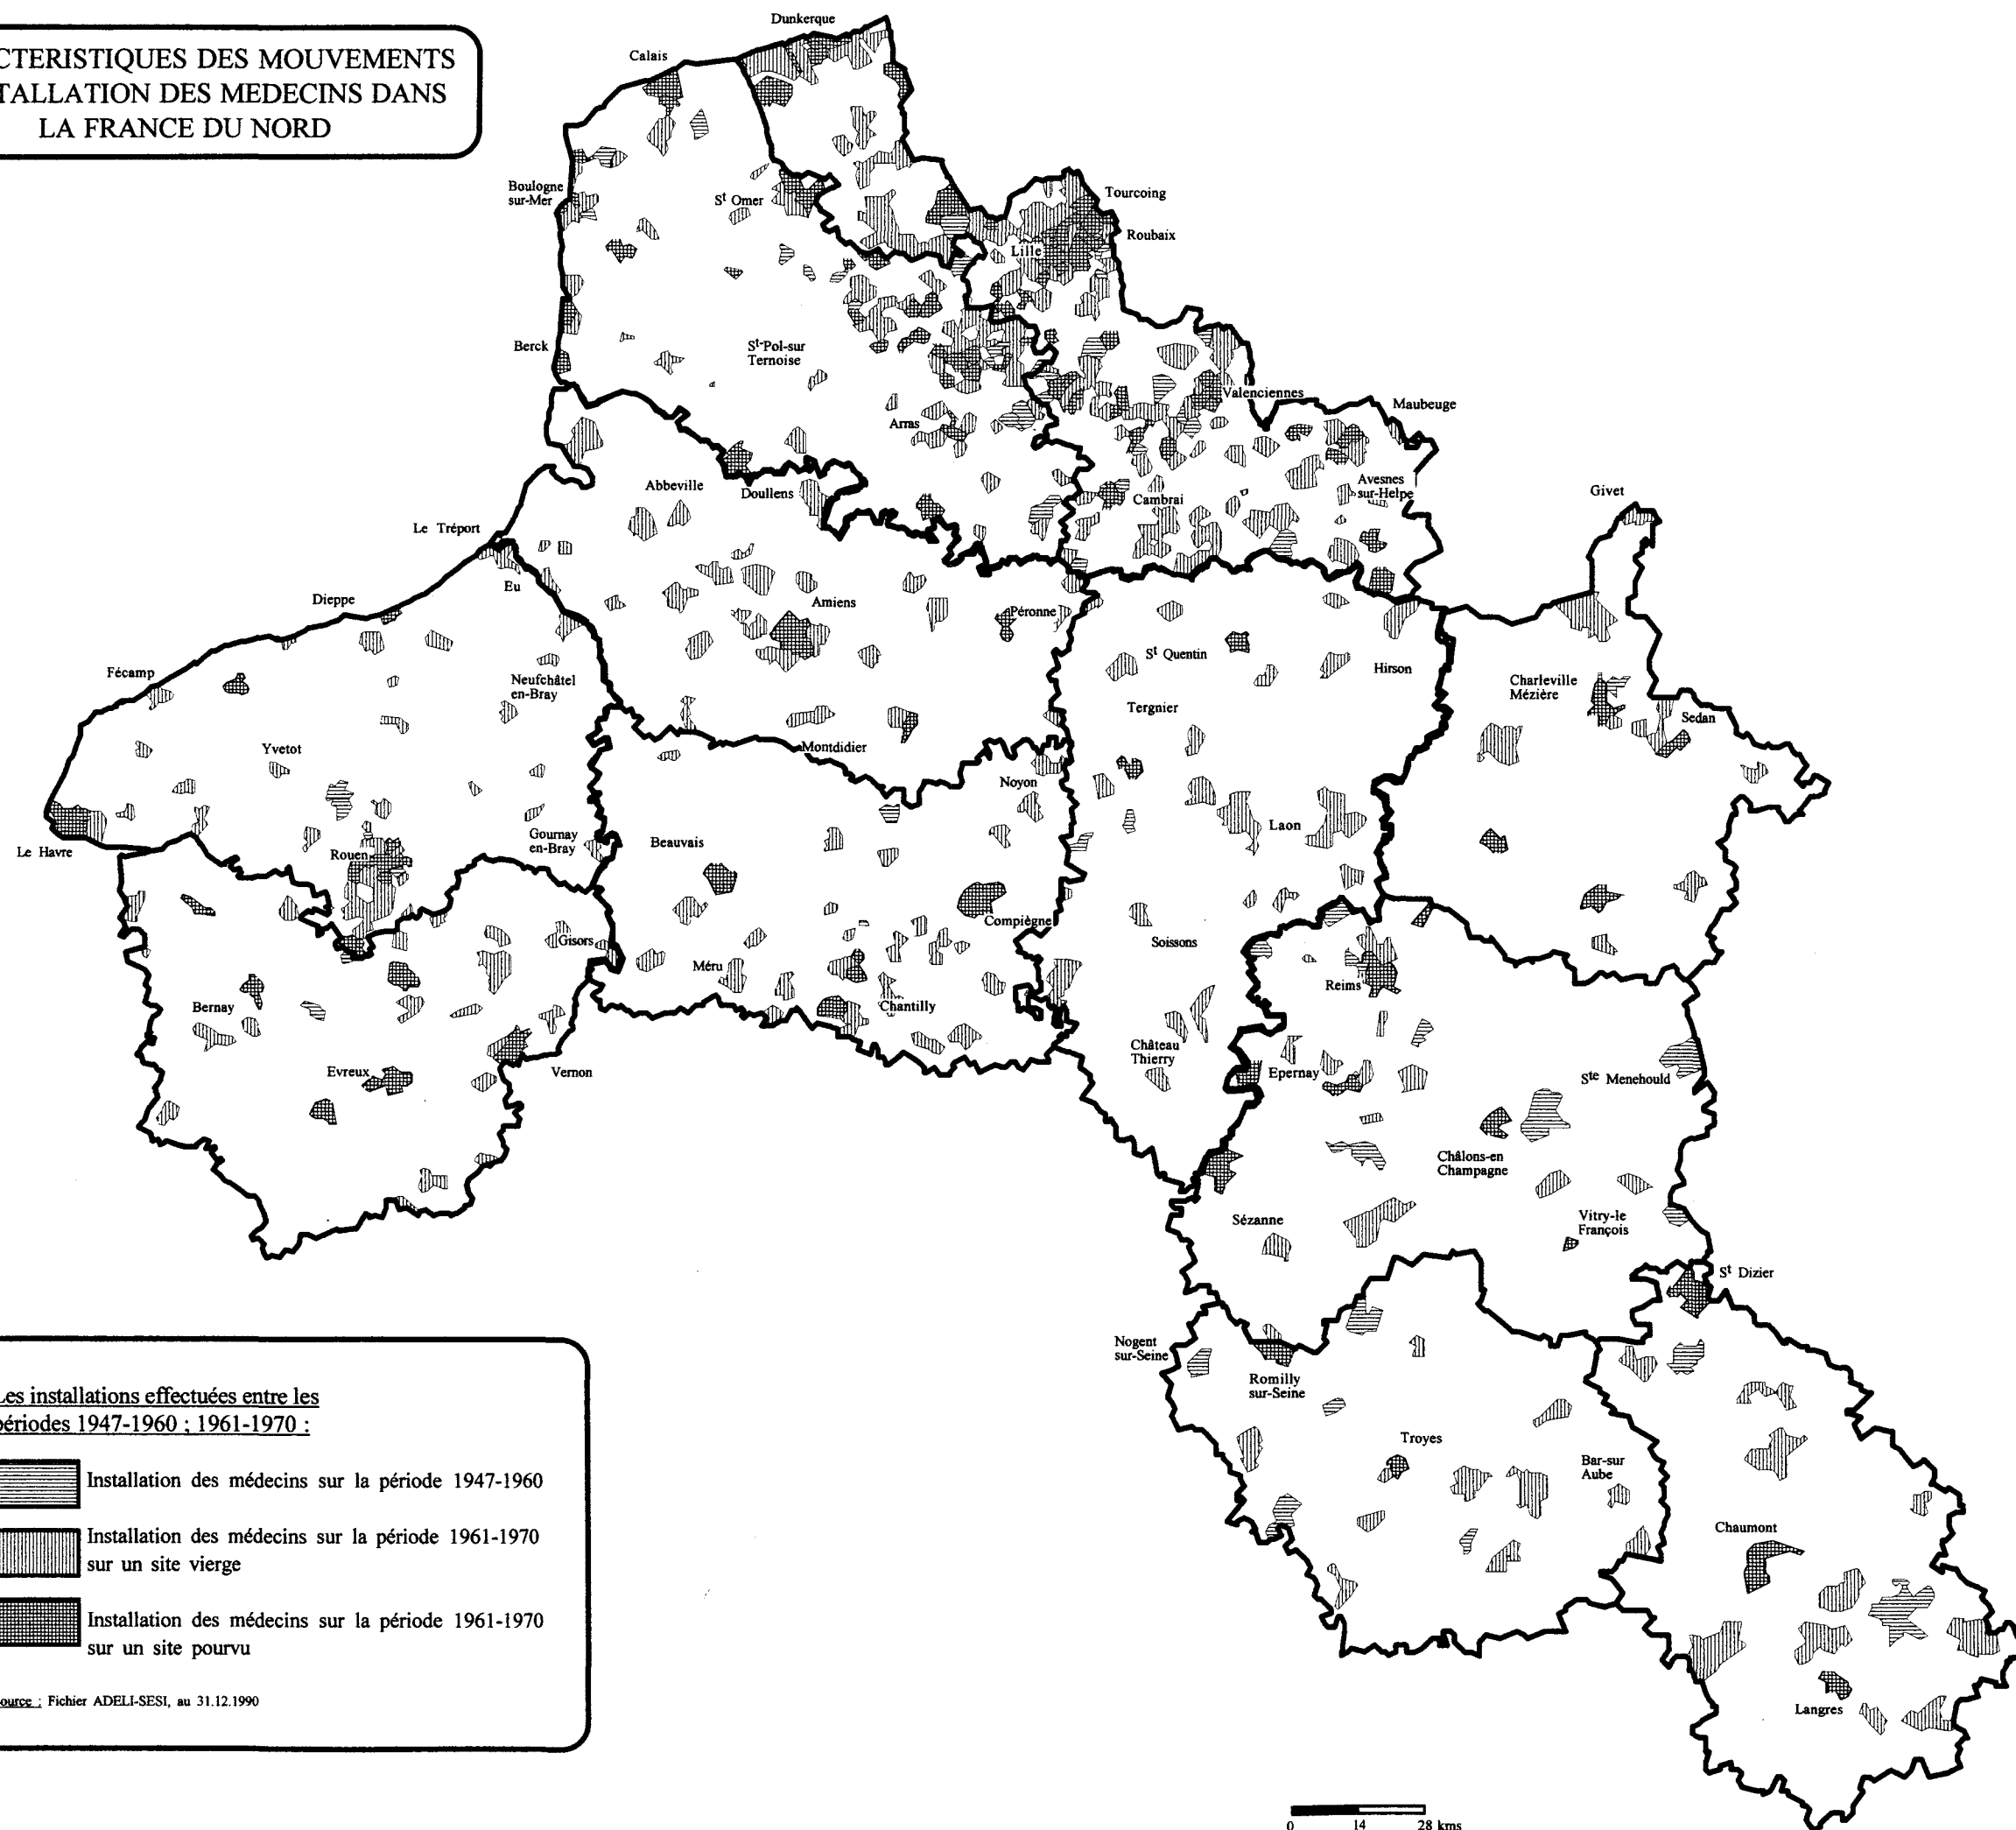 CTERISTIQUES DES MOUVEMENTS
TALLATION DES MEDECINS DANS
LA FRANCE DU NORD
Dunkerque
Calais
Boulogne
sur-Mer
St Omer
Tourcoing
Roubaix
Lille
Berck
St-Pol-sur
Ternoise
Arras
Valenciennes
Maubeuge
Avesnes
sur-Helpe
Cambrai
Givet
Abbeville
Doullens
Le Tréport
Eu
Dieppe
Amiens
Péronne
Fécamp
Neufchâtel
en-Bray
St Quentin
Hirson
Charleville
Mézière
Sedan
Tergnier
Yvetot
Montdidier
Noyon
Le Havre
Rouen
Gournay
en-Bray
Beauvais
Laon
Compiègne
Gisors
Soissons
Méru
Reims
Bernay
Chantilly
Château
Thierry
Epernay
Ste Menehould
Evreux
Vernon
Châlons-en
Champagne
Sézanne
Vitry-le
François
St Dizier
Nogent
sur-Seine
Romilly
sur-Seine
Troyes
Bar-sur
Aube
Chaumont
Langres
Les installations effectuées entre les
périodes 1947-1960 ; 1961-1970 :
Installation des médecins sur la période 1947-1960
Installation des médecins sur la période 1961-1970
sur un site vierge
Installation des médecins sur la période 1961-1970
sur un site pourvu
ource : Fichier ADELI-SESI, au 31.12.1990
0 14 28 kms